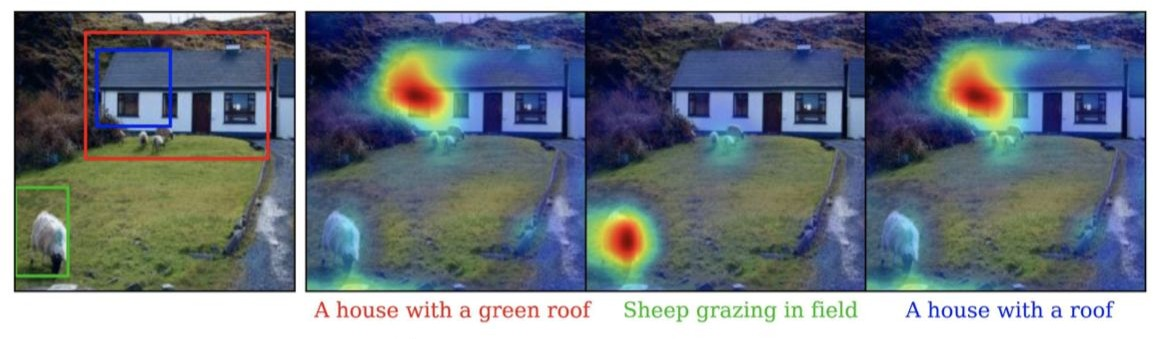 A house with a green roof
Sheep grazing in field
A house with a roof